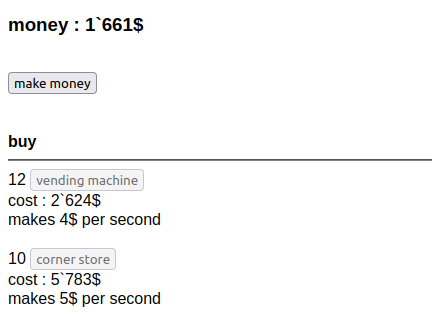 money : 1`661$
make money
buy
12 vending machine
cost : 2`624$
makes 4$ per second
10 corner store
cost : 5`783$
makes 5$ per second